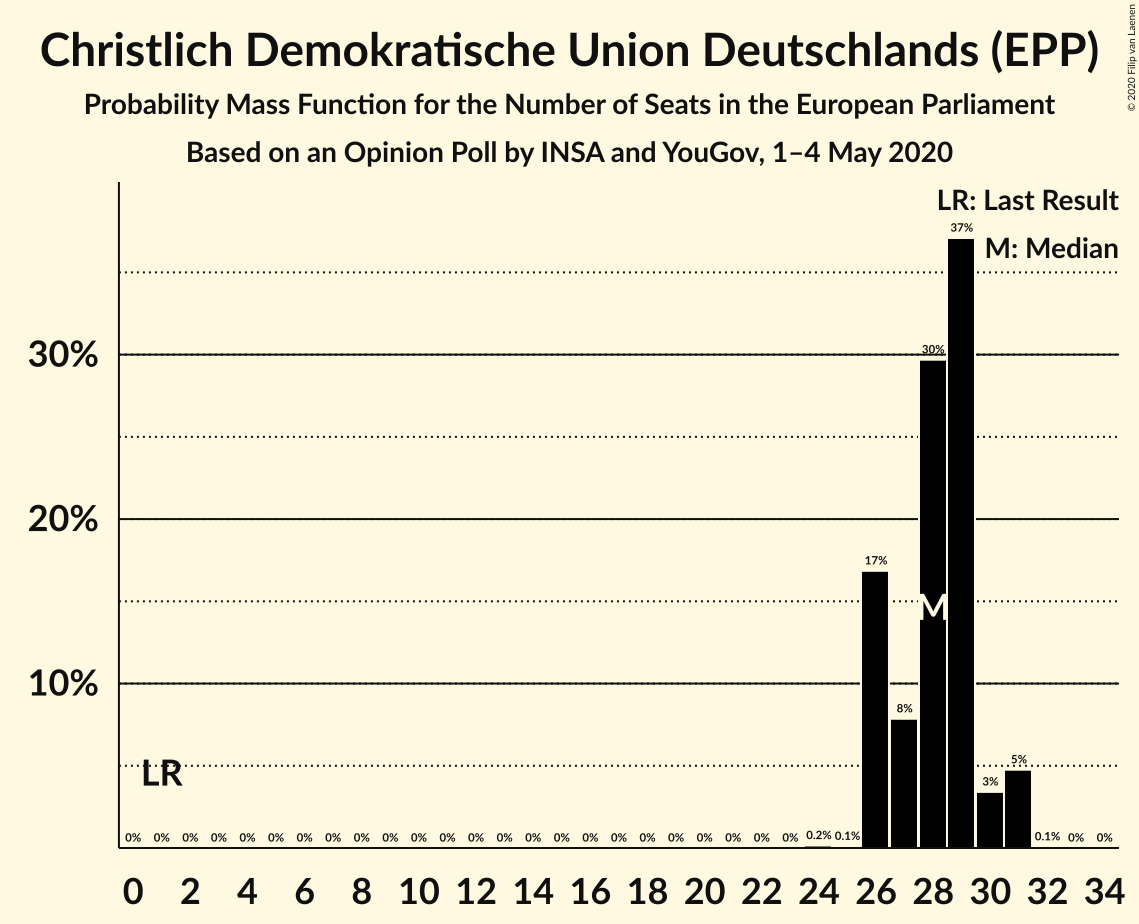 Christlich Demokratische Union Deutschlands (EPP)
Probability Mass Function for the Number of Seats in the European Parliament
Based on an Opinion Poll by INSA and YouGov, 1–4 May 2020
© 2020 Filip van Laenen
LR: Last Result
M: Median
37%
30%
30%
20%
17%
M
10%
8%
LR
5%
3%
0% 0% 0% 0% 0% 0% 0% 0% 0% 0% 0% 0% 0% 0% 0% 0% 0% 0% 0% 0% 0% 0% 0% 0% 0.2% 0.1% 0.1% 0% 0%
0 2 4 6 8 10 12 14 16 18 20 22 24 26 28 30 32 34